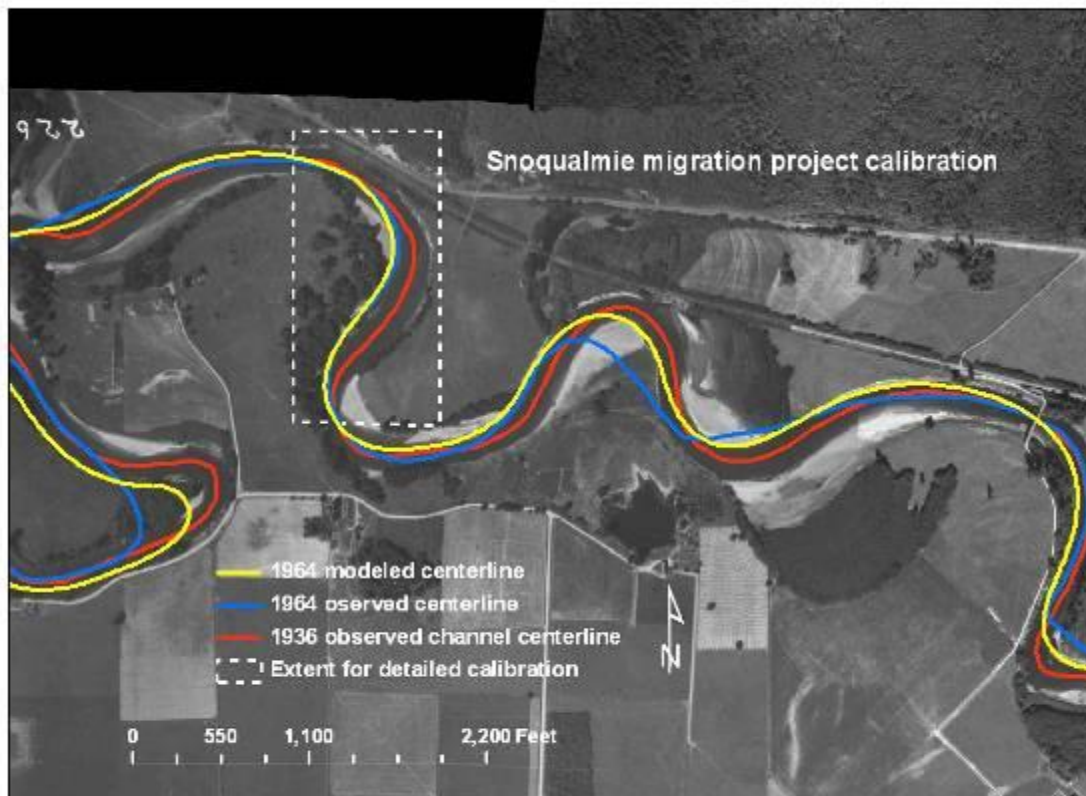 226
Snoqualmie migration project calibration
1964 modeled centerline
1964 oserved centerline
1936 observed channel centerline
Extent for detailed calibration
N
0 550 1,100 2,200 Feet